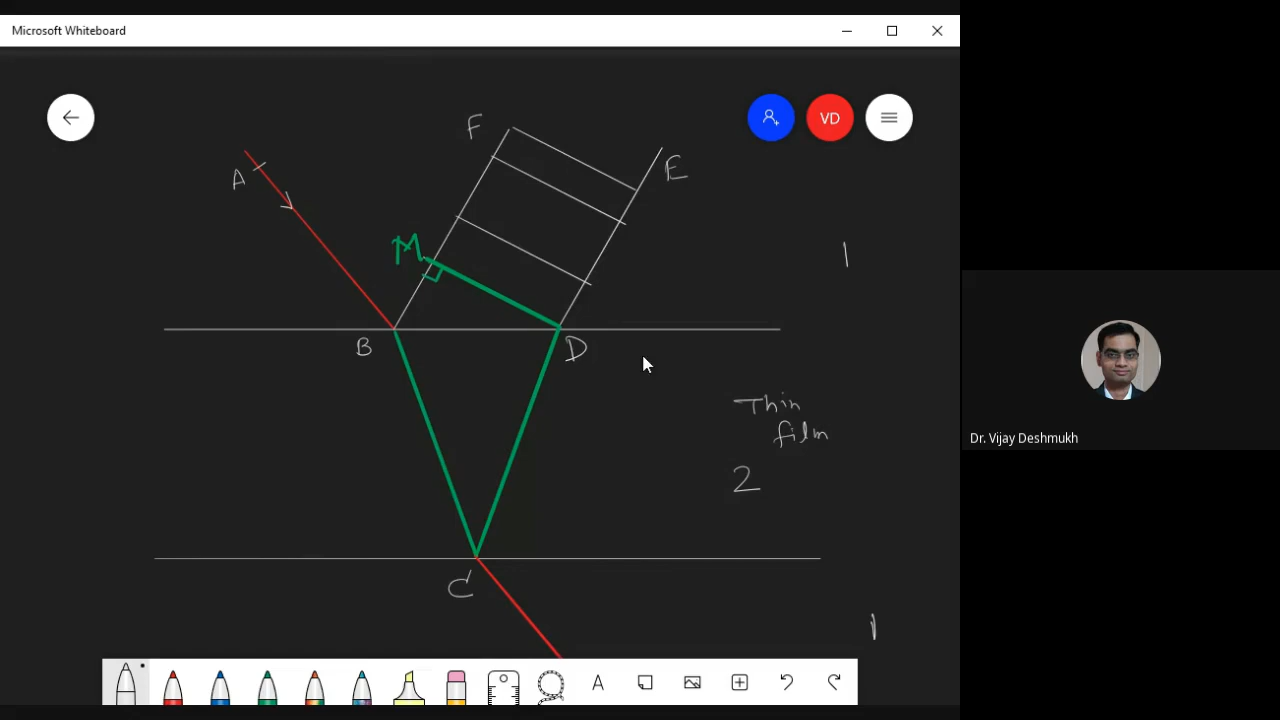 Microsoft Whiteboard
VD
F
E
A
M
1
B
D
Thin
film
2
Dr. Vijay Deshmukh
C
1
A